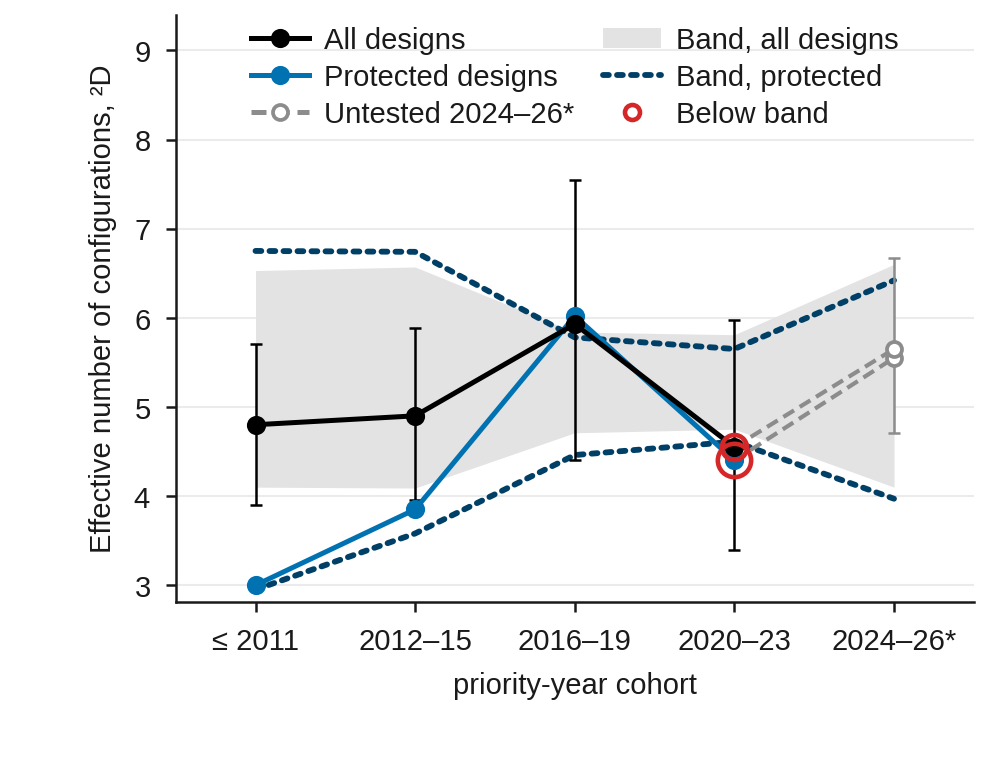 All designs
Protected designs
Untested 2024–26*
Band, all designs
Band, protected
Below band
Effective number of configurations, ²D
9
8
7
6
5
4
3
≤ 2011
2012–15
2016–19
2020–23
2024–26*
priority-year cohort